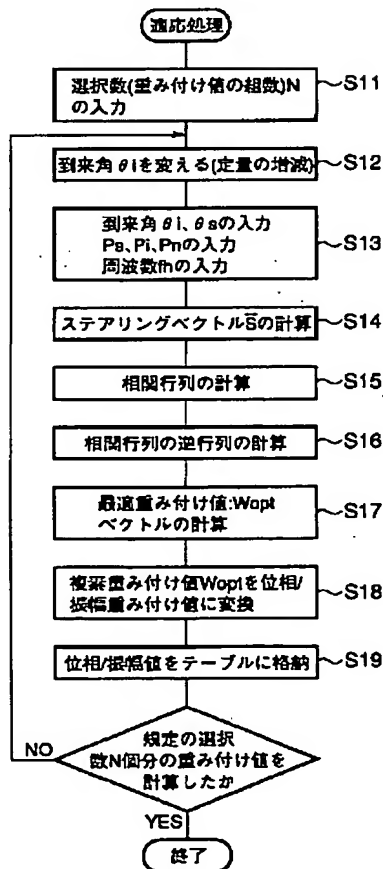 適応処理
選択数(重み付け値の組数)N
の入力
S11
到来角θiを変える(定量の増減)
S12
到来角θi、θsの入力
Ps、Pi、Pnの入力
周波数fhの入力
S13
ステアリングベクトルS̅の計算
S14
相関行列の計算
S15
相関行列の逆行列の計算
S16
最適重み付け値:Wopt
ベクトルの計算
S17
複素重み付け値Woptを位相/
振幅重み付け値に変換
S18
位相/振幅値をテーブルに格納
S19
規定の選択
数N個分の重み付け値を
計算したか
NO
YES
終了